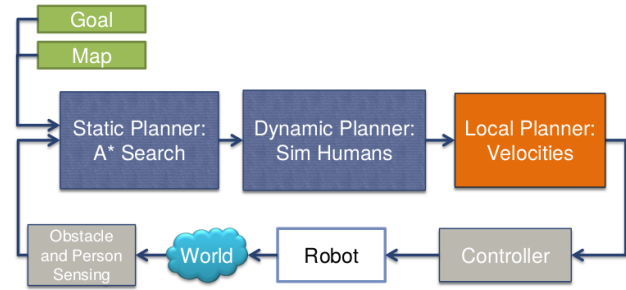 Goal
Map
Static Planner:
A* Search
Dynamic Planner:
Sim Humans
Local Planner:
Velocities
Obstacle
and Person
Sensing
World
Robot
Controller